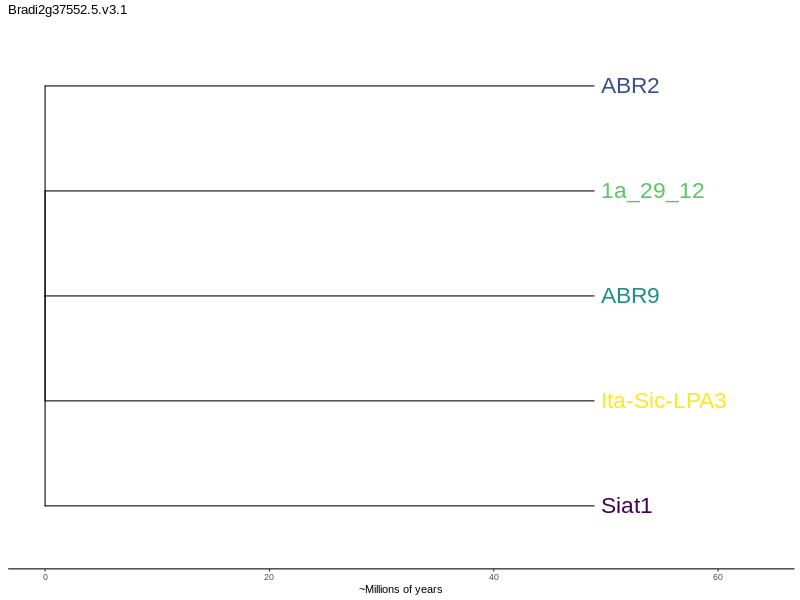 Bradi2g37552.5.v3.1
ABR2
1a_29_12
ABR9
Ita-Sic-LPA3
Siat1
0 20 40 60
~Millions of years